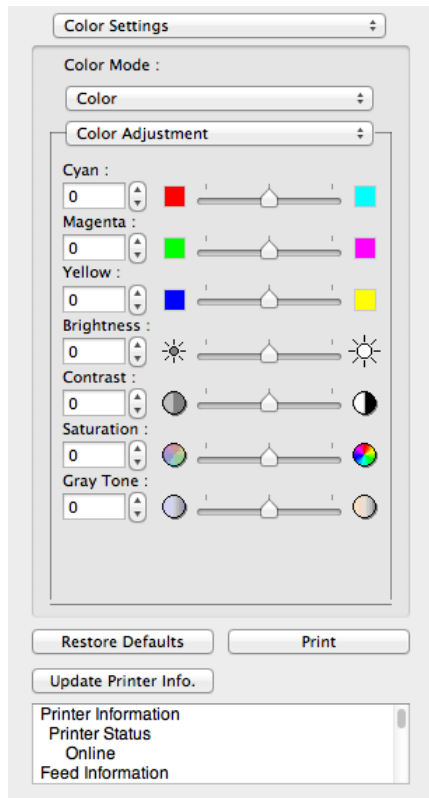 Color Settings
Color Mode :
Color
Color Adjustment
Cyan :
0
Magenta :
0
Yellow :
0
Brightness :
0
Contrast :
0
Saturation :
0
Gray Tone :
0
Restore Defaults
Print
Update Printer Info.
Printer Information
Printer Status
Online
Feed Information